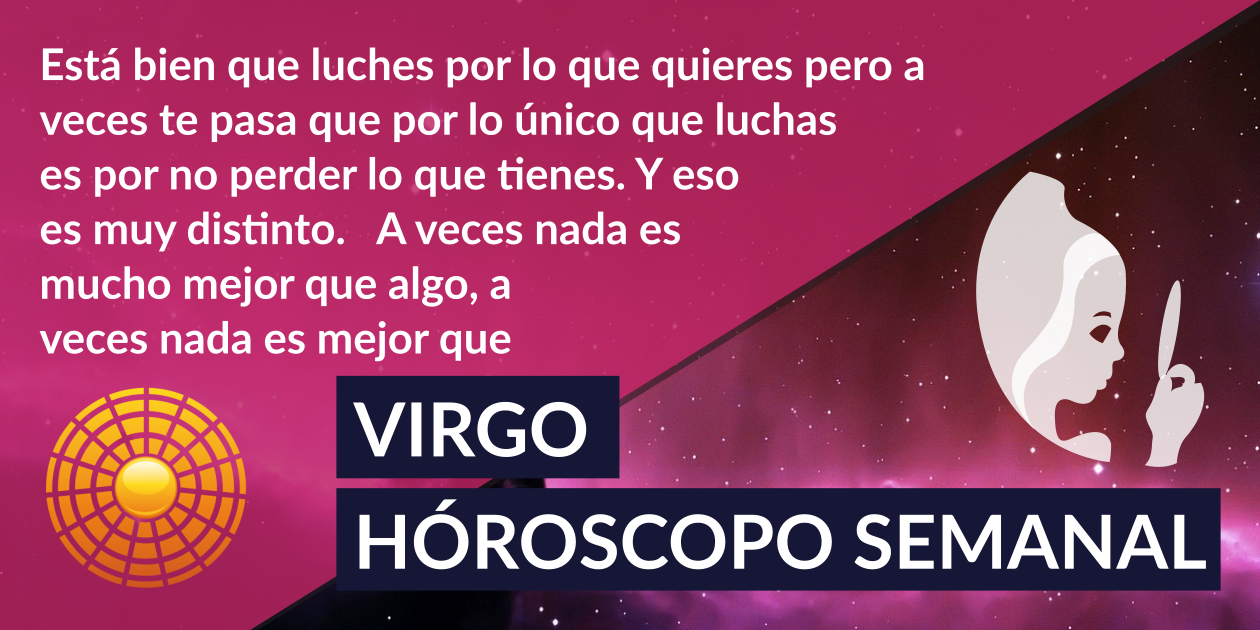 Está bien que luches por lo que quieres pero a
veces te pasa que por lo único que luchas
es por no perder lo que tienes. Y eso
es muy distinto.   A veces nada es
mucho mejor que algo, a
veces nada es mejor que
VIRGO
HÓROSCOPO SEMANAL